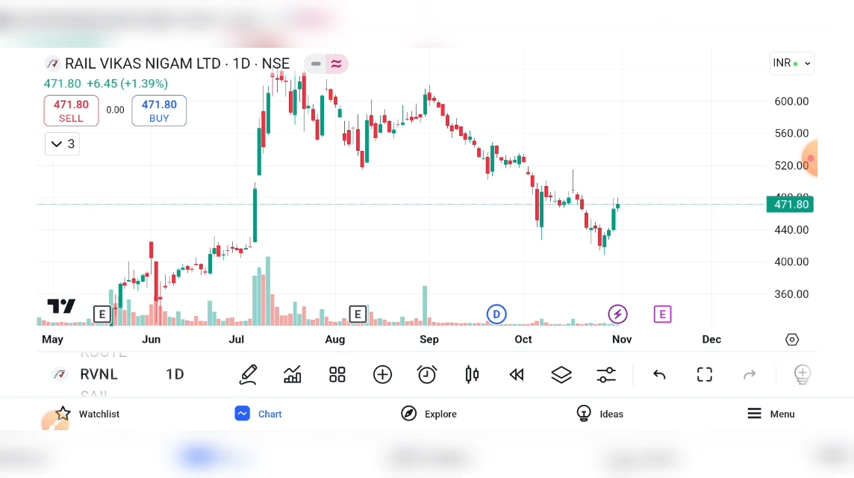 RAIL VIKAS NIGAM LTD · 1D · NSE
INR
471.80 +6.45 (+1.39%)
471.80
SELL
0.00
471.80
BUY
3
600.00
560.00
520.00
471.80
440.00
400.00
360.00
E
E
D
E
May Jun Jul Aug Sep Oct Nov Dec
ROUTE
RVNL 1D
SAIL
Watchlist Chart Explore Ideas Menu